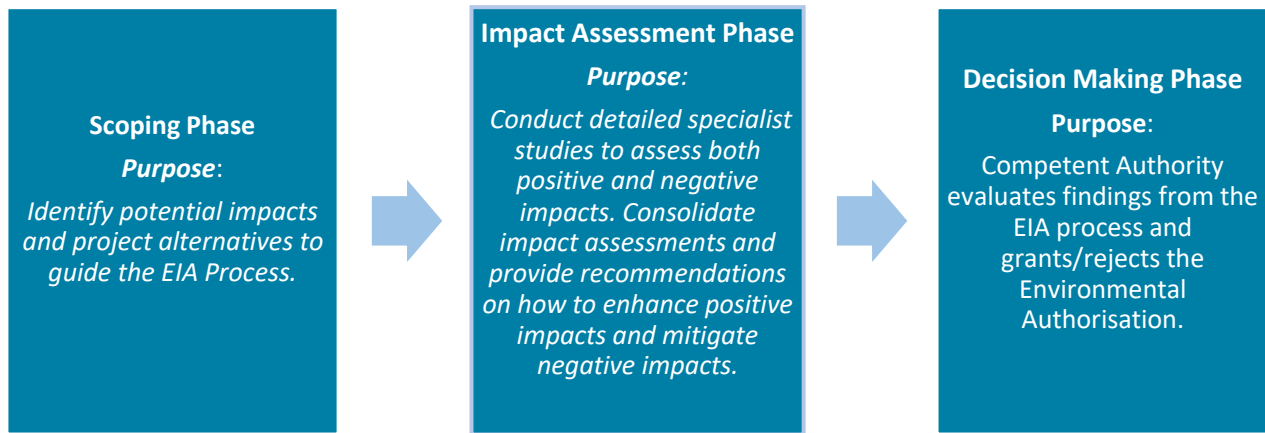 Scoping Phase
Purpose:
Identify potential impacts
and project alternatives to
guide the EIA Process.
Impact Assessment Phase
Purpose:
Conduct detailed specialist
studies to assess both
positive and negative
impacts. Consolidate
impact assessments and
provide recommendations
on how to enhance positive
impacts and mitigate
negative impacts.
Decision Making Phase
Purpose:
Competent Authority
evaluates findings from the
EIA process and
grants/rejects the
Environmental
Authorisation.